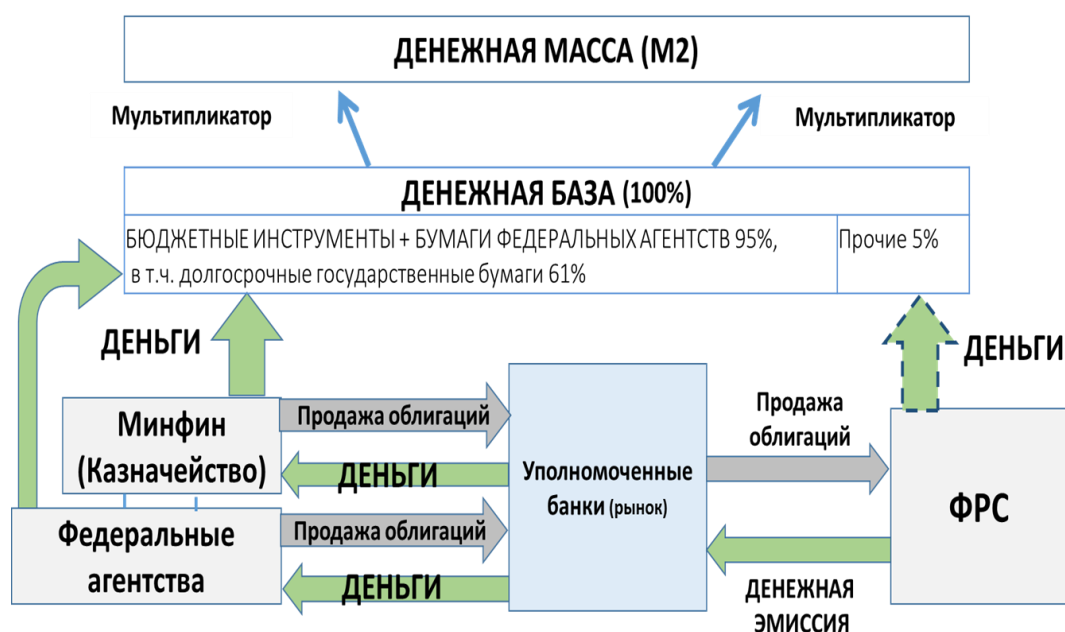 ДЕНЕЖНАЯ МАССА (М2)
Мультипликатор
Мультипликатор
ДЕНЕЖНАЯ БАЗА (100%)
БЮДЖЕТНЫЕ ИНСТРУМЕНТЫ + БУМАГИ ФЕДЕРАЛЬНЫХ АГЕНТСТВ 95%,
в т.ч. долгосрочные государственные бумаги 61%
Прочие 5%
ДЕНЬГИ
ДЕНЬГИ
Минфин
(Казначейство)
Продажа облигаций
ДЕНЬГИ
Федеральные
агентства
Продажа облигаций
ДЕНЬГИ
Уполномоченные
банки (рынок)
Продажа
облигаций
ФРС
ДЕНЕЖНАЯ
ЭМИССИЯ